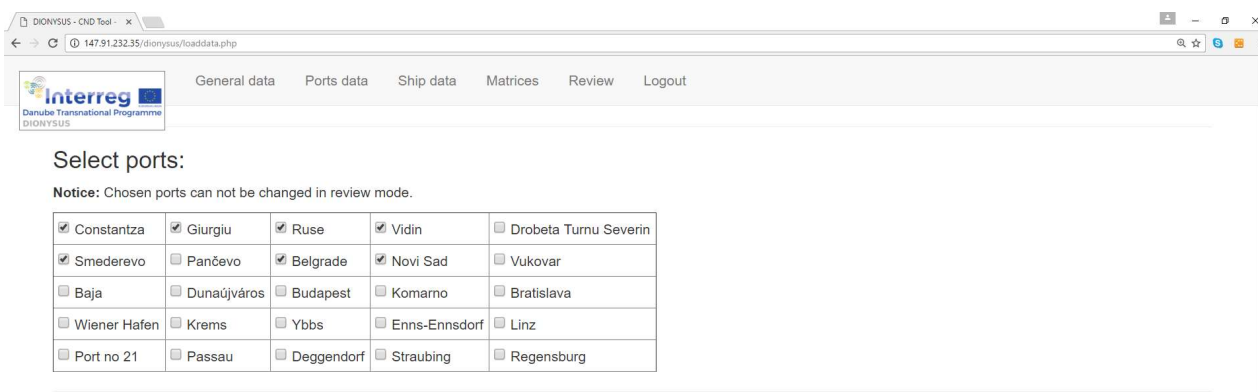 DIONYSUS - CND Tool -
147.91.232.35/dionysus/loaddata.php
Interreg
Danube Transnational Programme
DIONYSUS
General data Ports data Ship data Matrices Review Logout
Select ports:
Notice: Chosen ports can not be changed in review mode.
Constantza Giurgiu Ruse Vidin Drobeta Turnu Severin
Smederevo Pančevo Belgrade Novi Sad Vukovar
Baja Dunaújváros Budapest Komarno Bratislava
Wiener Hafen Krems Ybbs Enns-Ennsdorf Linz
Port no 21 Passau Deggendorf Straubing Regensburg